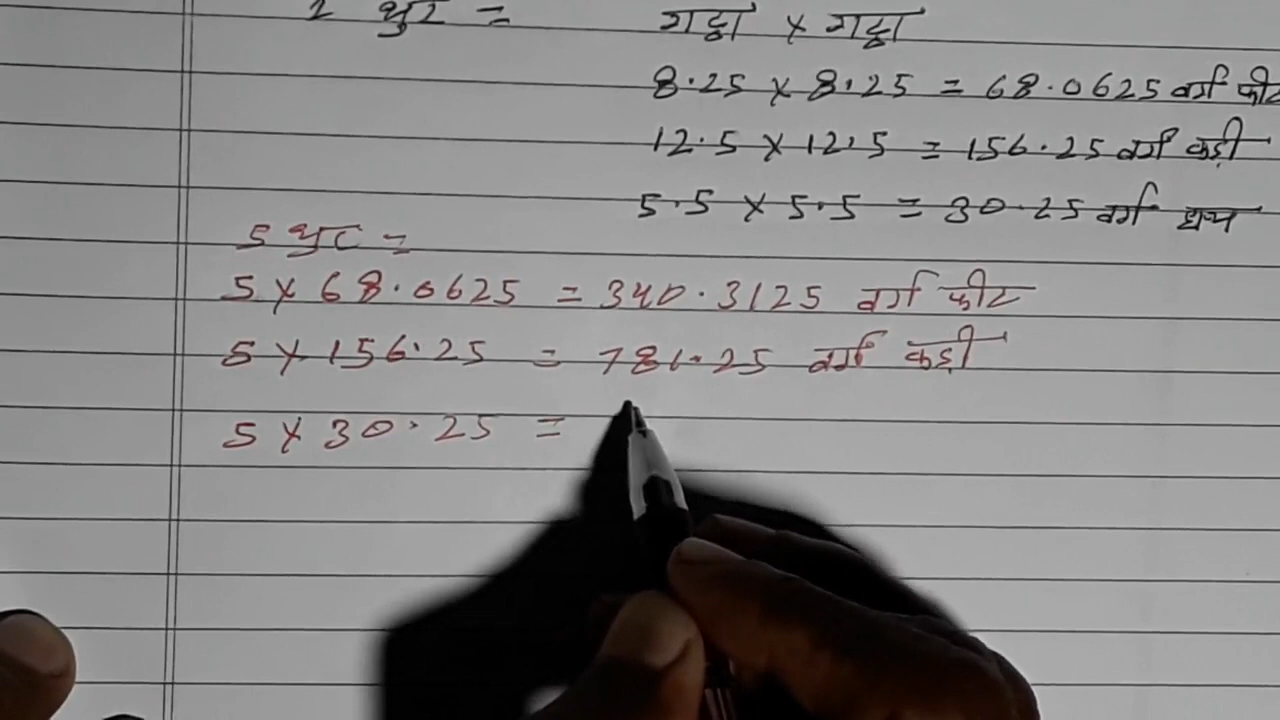 1 धुर = गट्ठा × गट्ठा
8.25 × 8.25 = 68.0625 वर्ग फीट
12.5 × 12.5 = 156.25 वर्ग कड़ी
5.5 × 5.5 = 30.25 वर्ग हाथ
5 धुर =
5 × 68.0625 = 340.3125 वर्ग फीट
5 × 156.25 = 781.25 वर्ग कड़ी
5 × 30.25 =